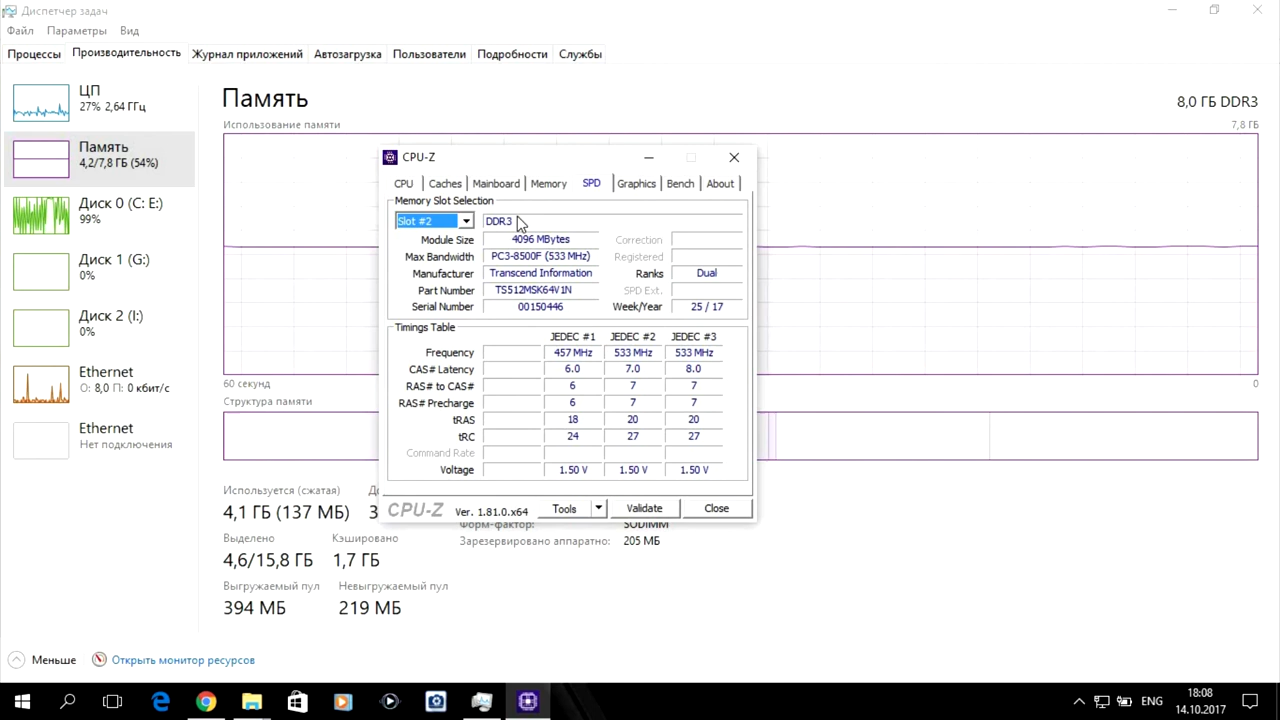 Диспетчер задач
Файл Параметры Вид
Процессы Производительность Журнал приложений Автозагрузка Пользователи Подробности Службы
ЦП
27% 2,64 ГГц
Память
4,2/7,8 ГБ (54%)
Диск 0 (C: E:)
99%
Диск 1 (G:)
0%
Диск 2 (I:)
0%
Ethernet
О: 8,0 П: 0 кбит/с
Ethernet
Нет подключения
Память 8,0 ГБ DDR3
Использование памяти 7,8 ГБ
60 секунд 0
Структура памяти
Используется (сжатая)
4,1 ГБ (137 МБ)
Выделено Кэшировано
4,6/15,8 ГБ 1,7 ГБ
Выгружаемый пул Невыгружаемый пул
394 МБ 219 МБ
Форм-фактор: SODIMM
Зарезервировано аппаратно: 205 МБ
CPU-Z
CPU Caches Mainboard Memory SPD Graphics Bench About
Memory Slot Selection
Slot #2 DDR3
Module Size 4096 MBytes Correction
Max Bandwidth PC3-8500F (533 MHz) Registered
Manufacturer Transcend Information Ranks Dual
Part Number TS512MSK64V1N SPD Ext.
Serial Number 00150446 Week/Year 25 / 17
Timings Table
JEDEC #1 JEDEC #2 JEDEC #3
Frequency 457 MHz 533 MHz 533 MHz
CAS# Latency 6.0 7.0 8.0
RAS# to CAS# 6 7 7
RAS# Precharge 6 7 7
tRAS 18 20 20
tRC 24 27 27
Command Rate
Voltage 1.50 V 1.50 V 1.50 V
CPU-Z Ver. 1.81.0.x64 Tools Validate Close
Меньше Открыть монитор ресурсов
ENG 18:08
14.10.2017